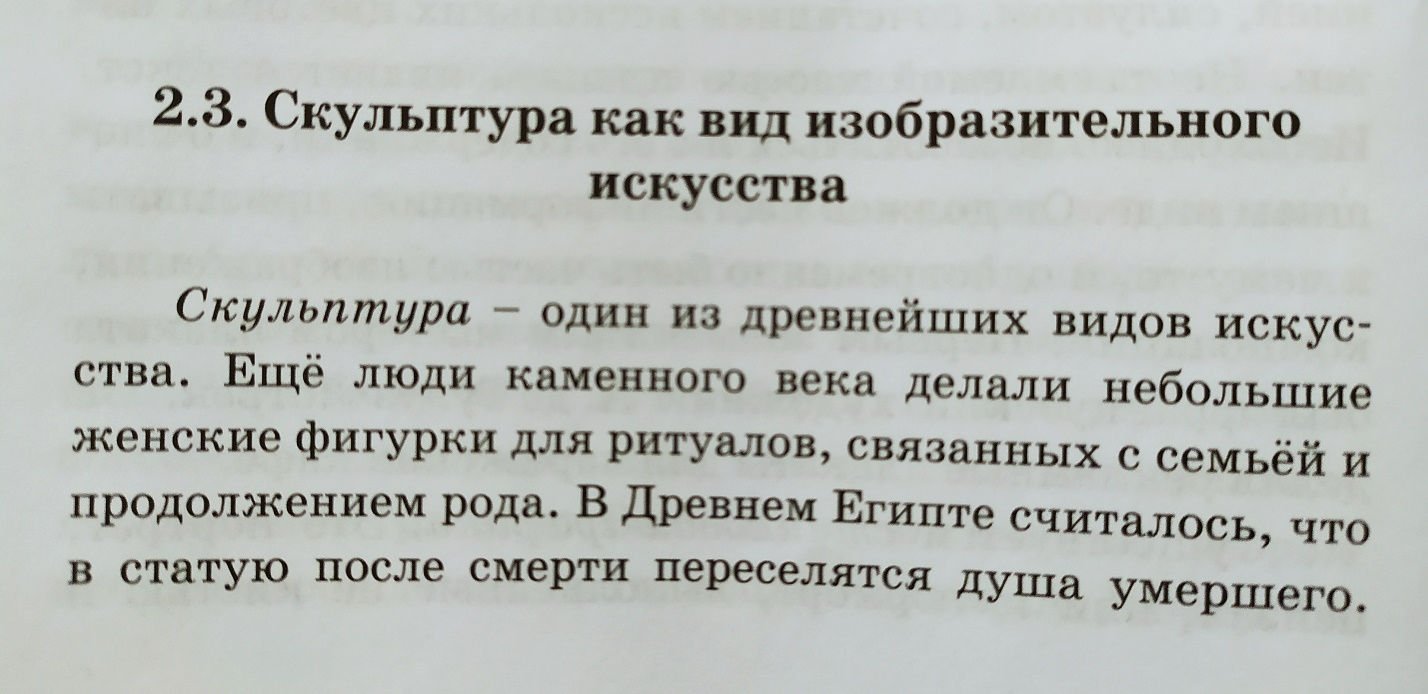 2.3. Скульптура как вид изобразительного
искусства
Скульптура – один из древнейших видов искус-
ства. Ещё люди каменного века делали небольшие
женские фигурки для ритуалов, связанных с семьёй и
продолжением рода. В Древнем Египте считалось, что
в статую после смерти переселятся душа умершего.